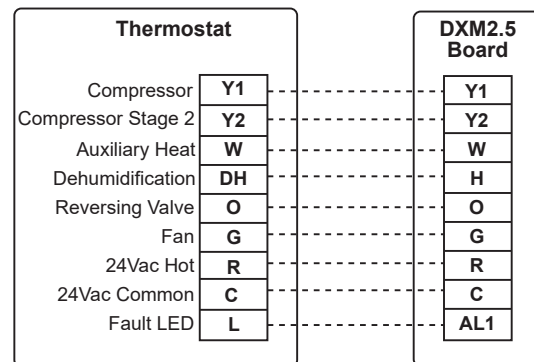 Thermostat
DXM2.5
Board
Compressor Y1 Y1
Compressor Stage 2 Y2 Y2
Auxiliary Heat W W
Dehumidification DH H
Reversing Valve O O
Fan G G
24Vac Hot R R
24Vac Common C C
Fault LED L AL1